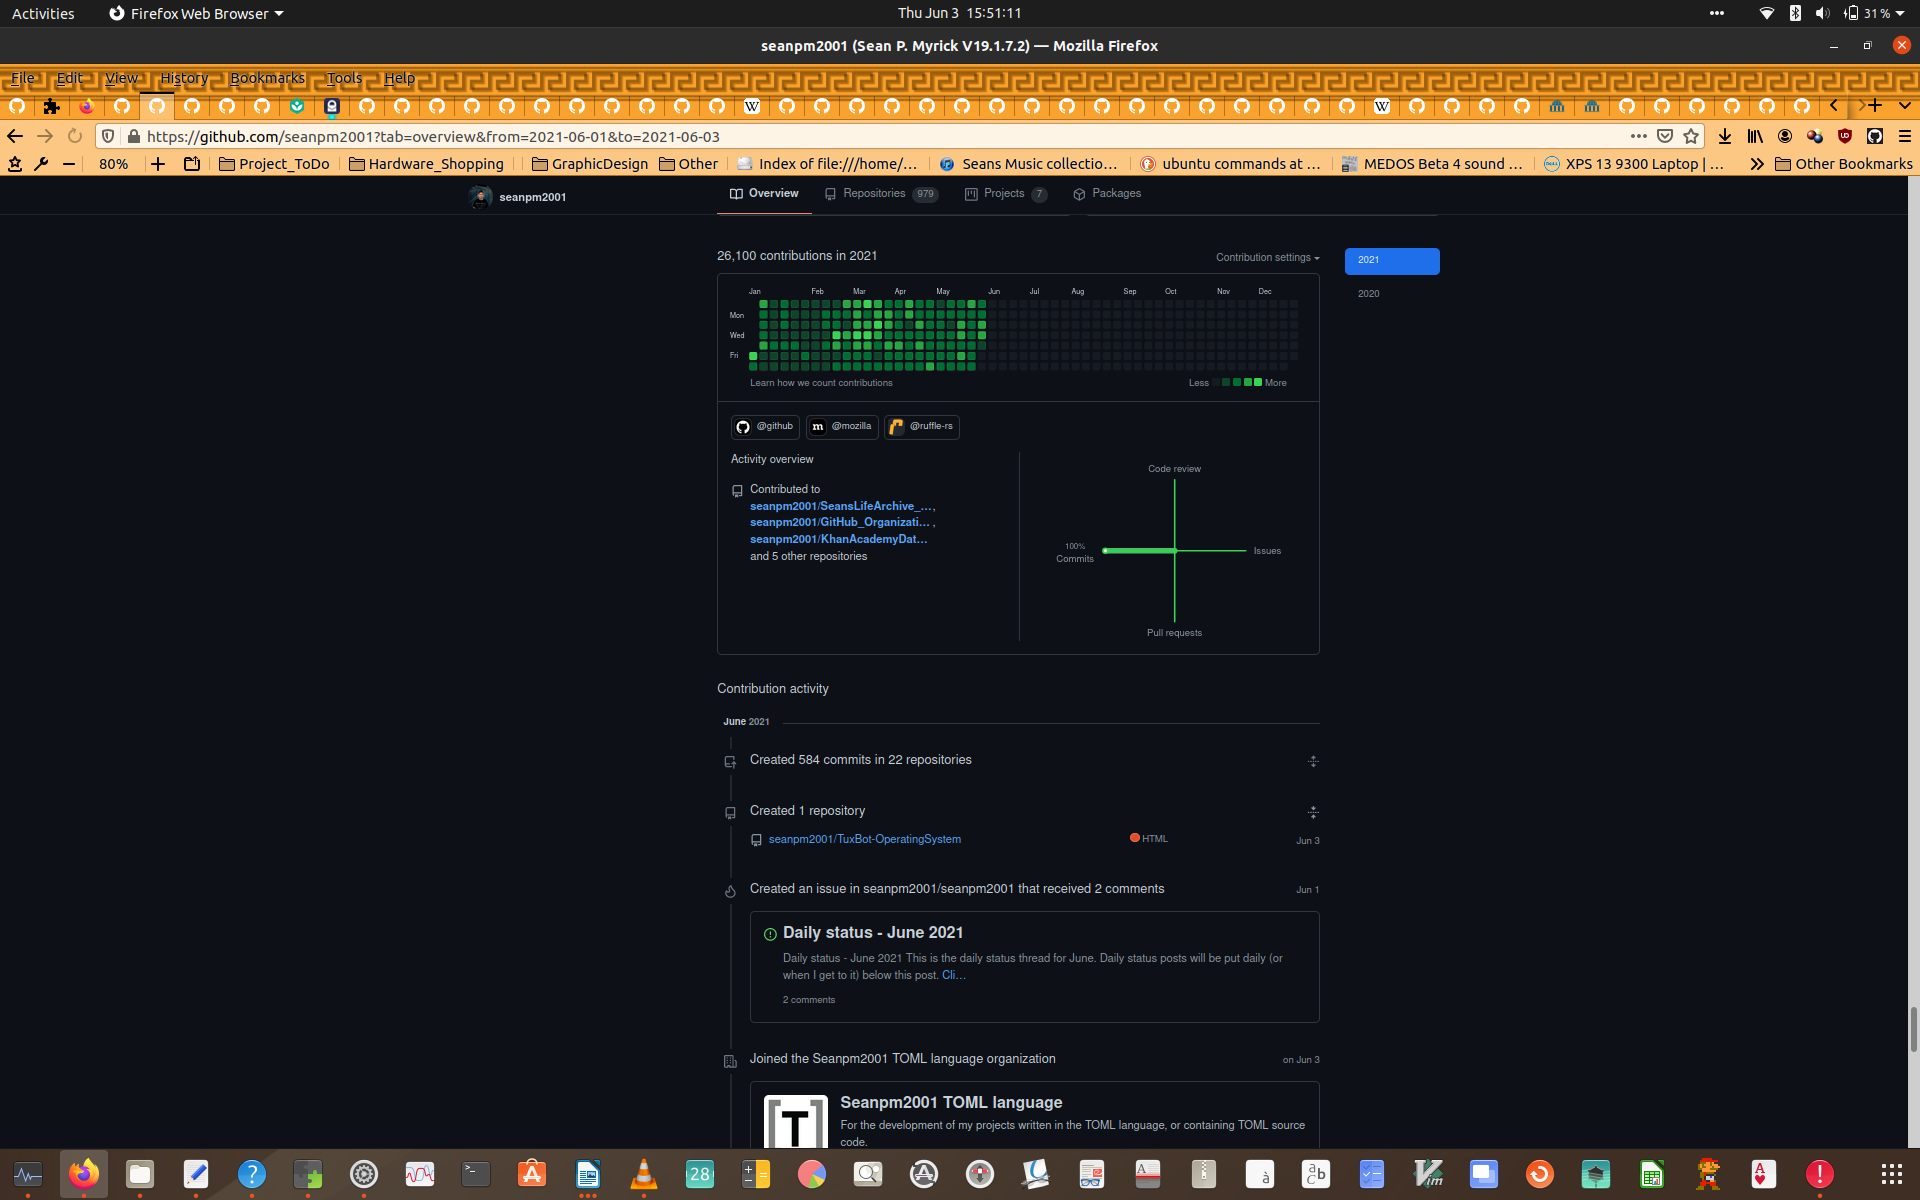 Activities
Firefox Web Browser
Thu Jun 3 15:51:11
31 %
seanpm2001 (Sean P. Myrick V19.1.7.2) — Mozilla Firefox
File Edit View History Bookmarks Tools Help
https://github.com/seanpm2001?tab=overview&from=2021-06-01&to=2021-06-03
80%
Project_ToDo
Hardware_Shopping
GraphicDesign
Other
Index of file:///home/…
Seans Music collectio…
ubuntu commands at …
MEDOS Beta 4 sound …
XPS 13 9300 Laptop | …
Other Bookmarks
seanpm2001
Overview
Repositories 979
Projects 7
Packages
26,100 contributions in 2021
Contribution settings
2021
2020
Jan Feb Mar Apr May Jun Jul Aug Sep Oct Nov Dec
Mon
Wed
Fri
Learn how we count contributions
Less More
@github
@mozilla
@ruffle-rs
Activity overview
Contributed to
seanpm2001/SeansLifeArchive_…,
seanpm2001/GitHub_Organizati… ,
seanpm2001/KhanAcademyDat…
and 5 other repositories
Code review
100%
Commits
Issues
Pull requests
Contribution activity
June 2021
Created 584 commits in 22 repositories
Created 1 repository
seanpm2001/TuxBot-OperatingSystem
HTML
Jun 3
Created an issue in seanpm2001/seanpm2001 that received 2 comments
Jun 1
Daily status - June 2021
Daily status - June 2021 This is the daily status thread for June. Daily status posts will be put daily (or
when I get to it) below this post. Cli…
2 comments
Joined the Seanpm2001 TOML language organization
on Jun 3
[T]
Seanpm2001 TOML language
For the development of my projects written in the TOML language, or containing TOML source
code.
28